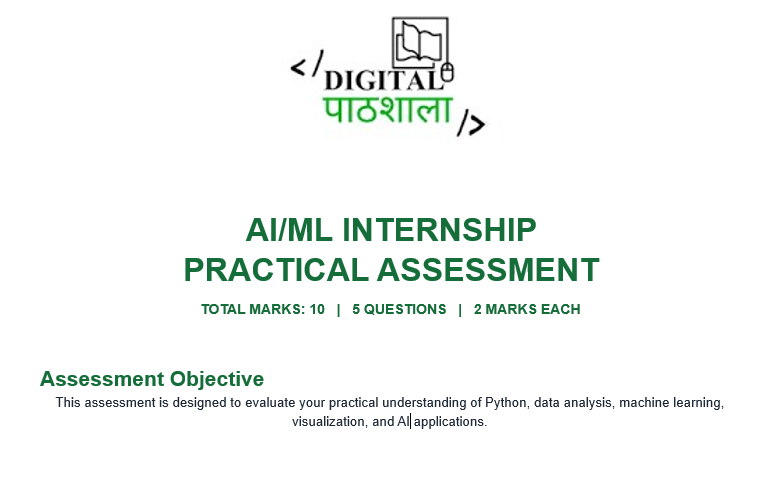 </DIGITAL
पाठशाला
/>
AI/ML INTERNSHIP
PRACTICAL ASSESSMENT
TOTAL MARKS: 10 | 5 QUESTIONS | 2 MARKS EACH
Assessment Objective
This assessment is designed to evaluate your practical understanding of Python, data analysis, machine learning,
visualization, and AI applications.